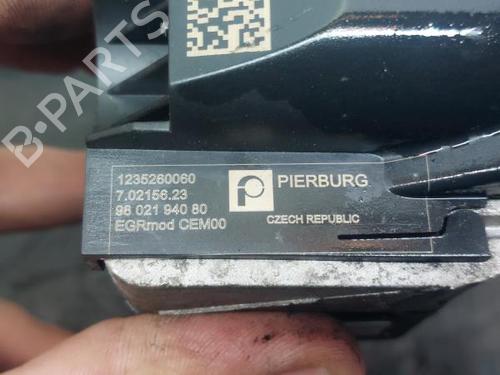 1235260060
7.02156.23
98 021 940 80
EGRmod CEM00
PIERBURG
CZECH REPUBLIC
B-PARTS